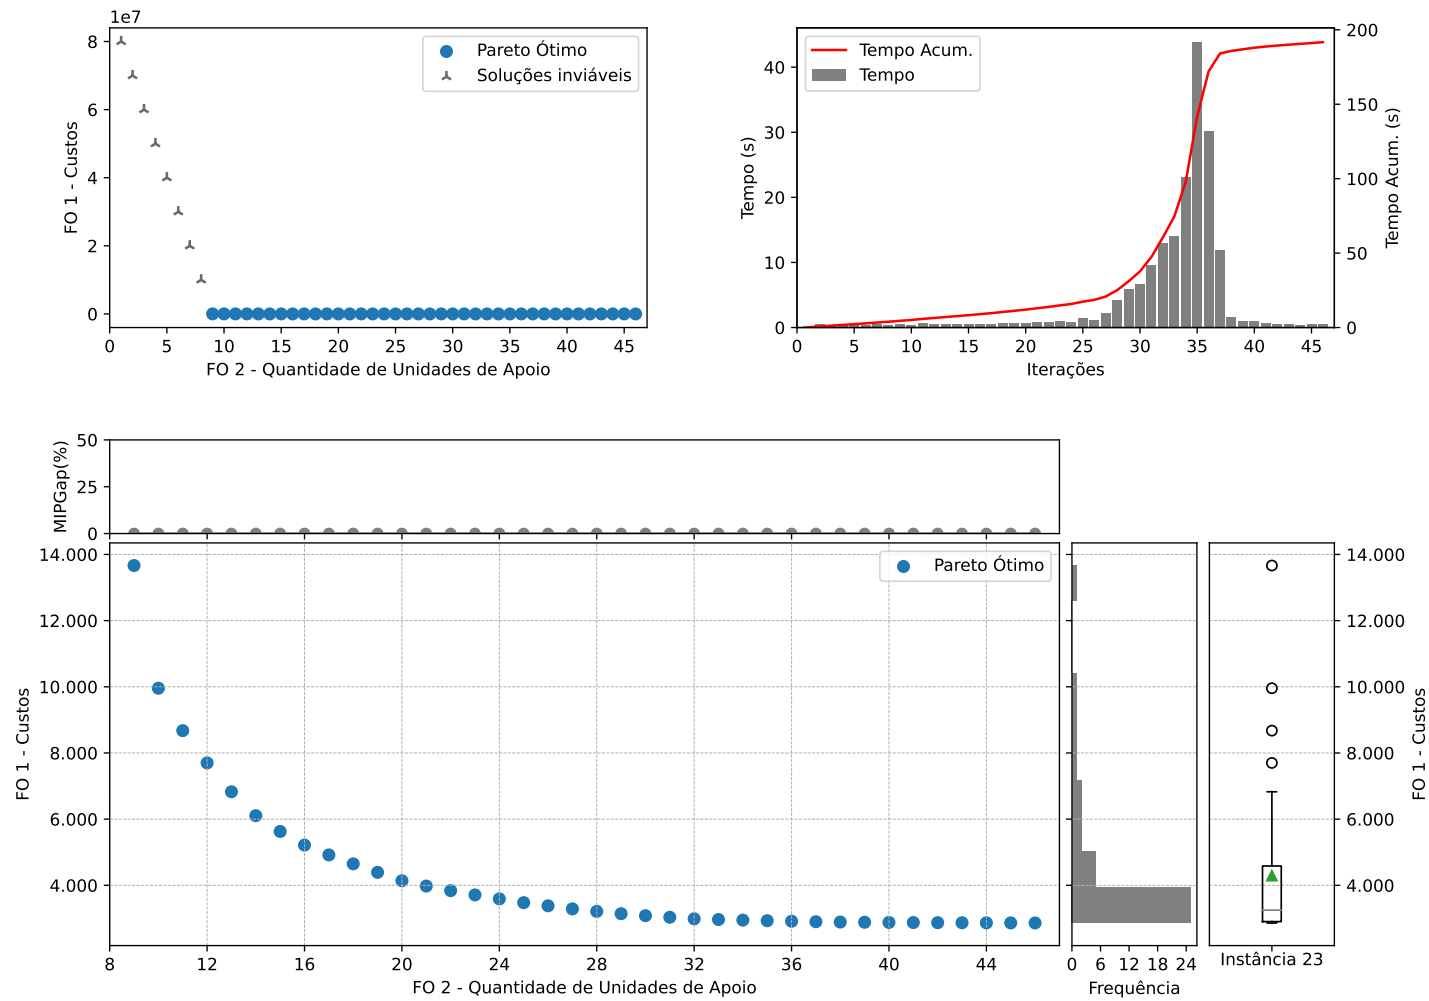 1e7
8
6
4
2
0
FO 1 - Custos
Pareto Ótimo
Soluções inviáveis
0 5 10 15 20 25 30 35 40 45
FO 2 - Quantidade de Unidades de Apoio
40
30
20
10
0
Tempo (s)
Tempo Acum.
Tempo
200
150
100
50
0
Tempo Acum. (s)
0 5 10 15 20 25 30 35 40 45
Iterações
50
25
0
MIPGap(%)
14.000
12.000
10.000
8.000
6.000
4.000
FO 1 - Custos
Pareto Ótimo
8 12 16 20 24 28 32 36 40 44
FO 2 - Quantidade de Unidades de Apoio
0 6 12 18 24
Frequência
Instância 23
14.000
12.000
10.000
8.000
6.000
4.000
FO 1 - Custos